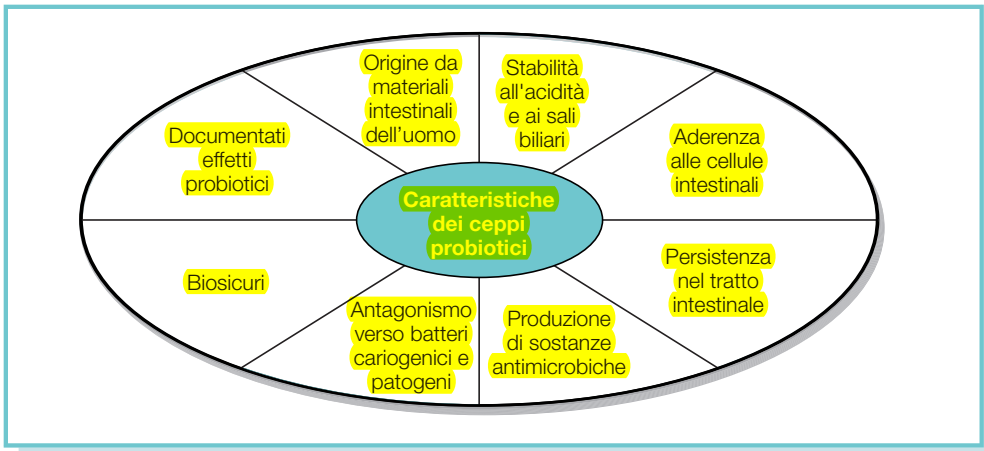 Origine da
materiali
intestinali
dell'uomo
Stabilità
all'acidità
e ai sali
biliari
Documentati
effetti
probiotici
Aderenza
alle cellule
intestinali
Caratteristiche
dei ceppi
probiotici
Biosicuri
Persistenza
nel tratto
intestinale
Antagonismo
verso batteri
cariogenici e
patogeni
Produzione
di sostanze
antimicrobiche